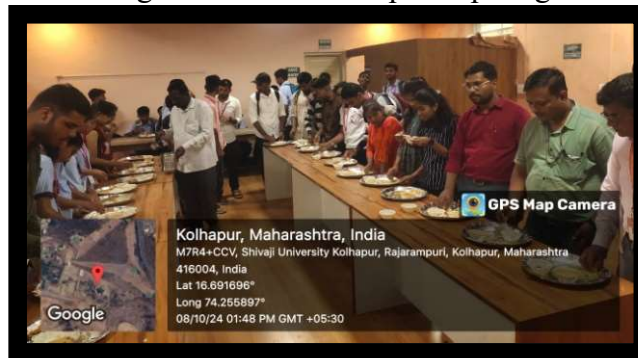 GPS Map Camera
Kolhapur, Maharashtra, India
M7R4+CCV, Shivaji University Kolhapur, Rajarampuri, Kolhapur, Maharashtra
416004, India
Lat 16.691696°
Long 74.255897°
08/10/24 01:48 PM GMT +05:30
Google